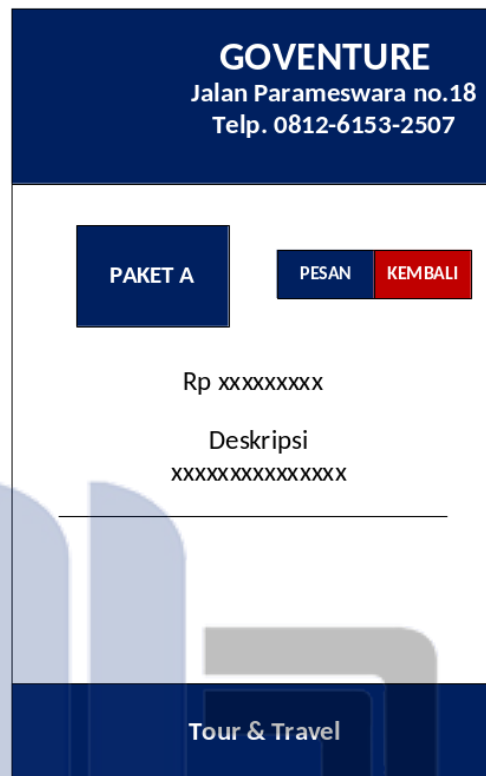 GOVENTURE
Jalan Parameswara no.18
Telp. 0812-6153-2507
PAKET A
PESAN
KEMBALI
Rp xxxxxxxxx
Deskripsi
xxxxxxxxxxxxxxx
Tour & Travel